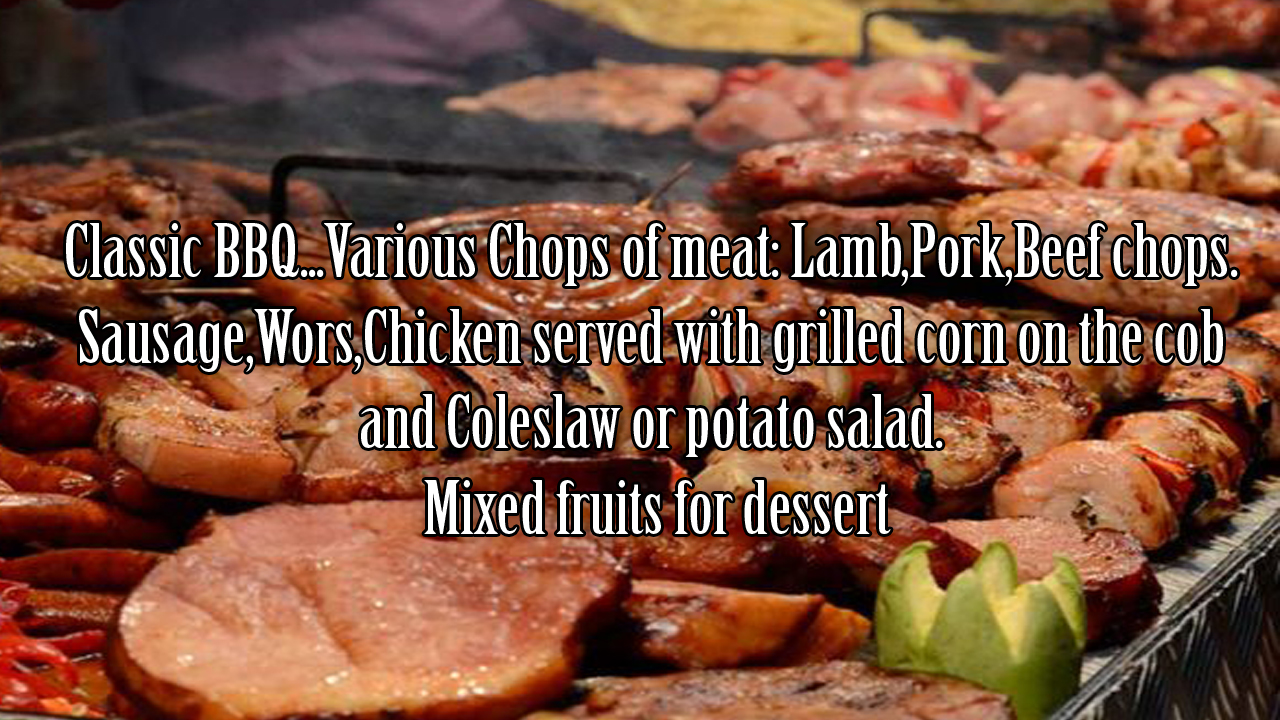 Classic BBQ...Various Chops of meat: Lamb,Pork,Beef chops.
Sausage,Wors,Chicken served with grilled corn on the cob
and Coleslaw or potato salad.
Mixed fruits for dessert